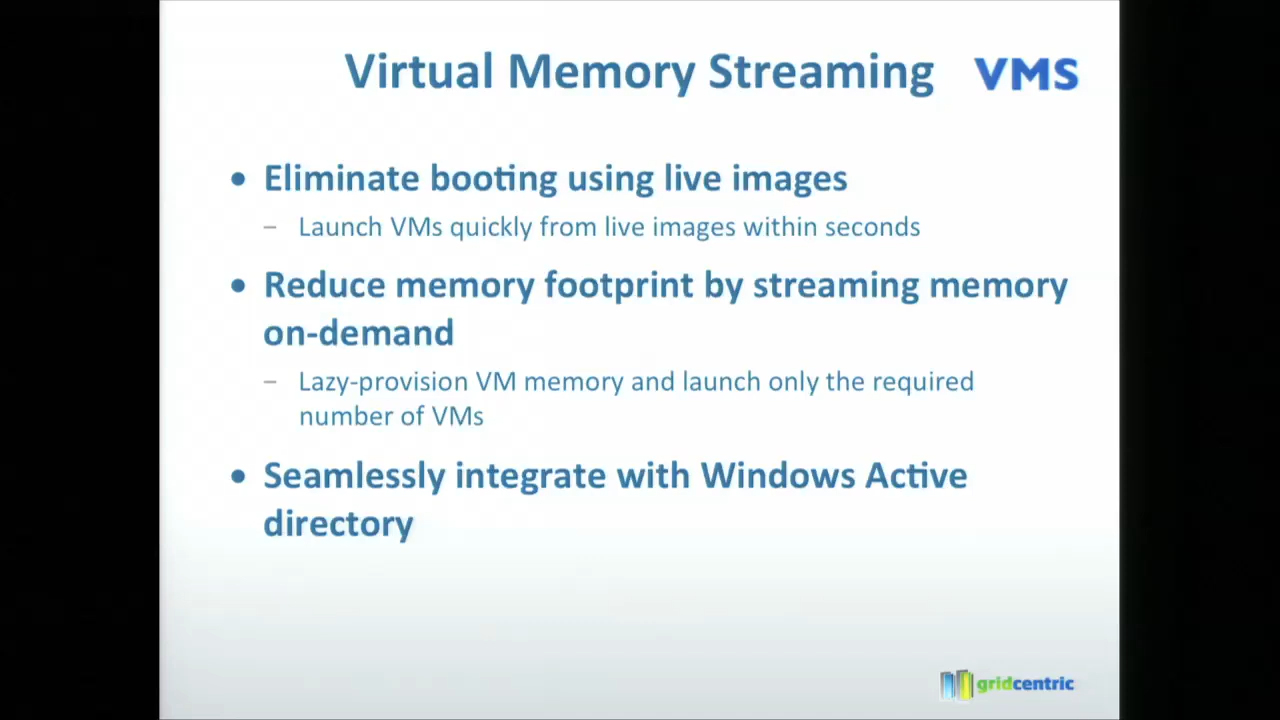 Virtual Memory Streaming VMS
• Eliminate booting using live images
– Launch VMs quickly from live images within seconds
• Reduce memory footprint by streaming memory
on-demand
– Lazy-provision VM memory and launch only the required
number of VMs
• Seamlessly integrate with Windows Active
directory
gridcentric